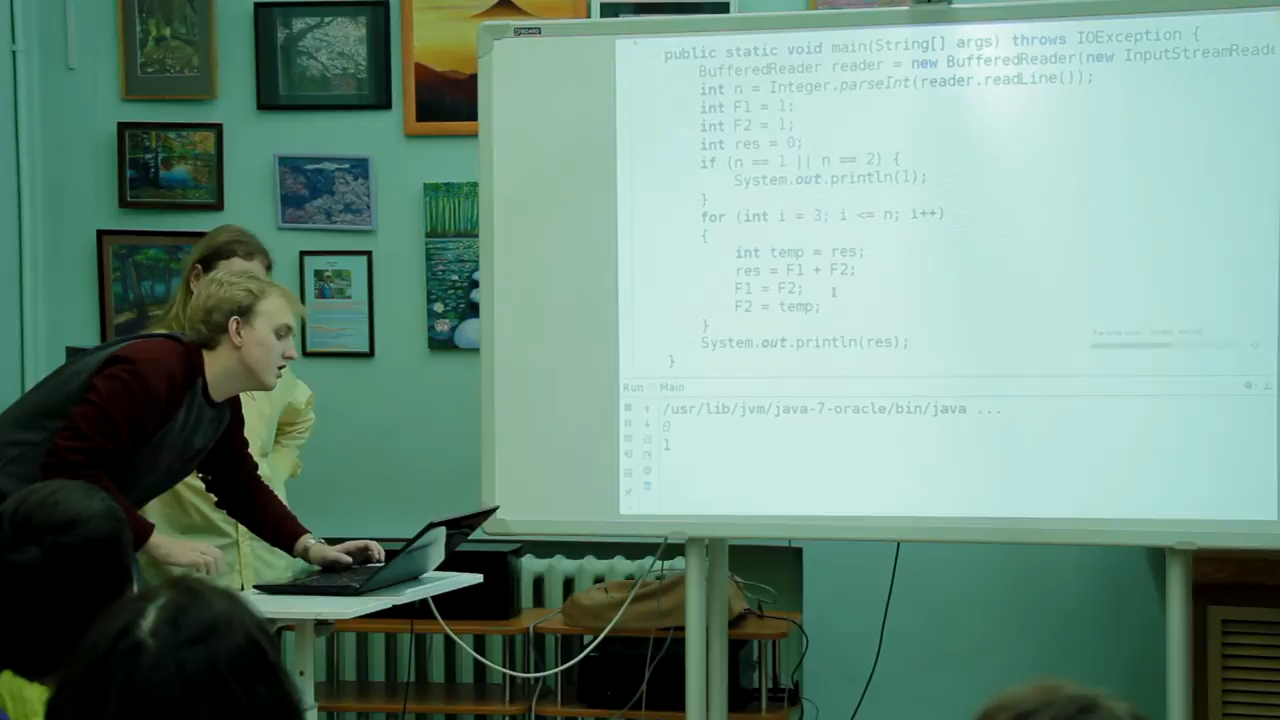 public static void main(String[] args) throws IOException {
BufferedReader reader = new BufferedReader(new InputStreamReade
int n = Integer.parseInt(reader.readLine());
int F1 = 1;
int F2 = 1;
int res = 0;
if (n == 1 || n == 2) {
System.out.println(1);
}
for (int i = 3; i <= n; i++)
{
int temp = res;
res = F1 + F2;
F1 = F2;
F2 = temp;
}
System.out.println(res);
}
Run Main
/usr/lib/jvm/java-7-oracle/bin/java ...
0
1